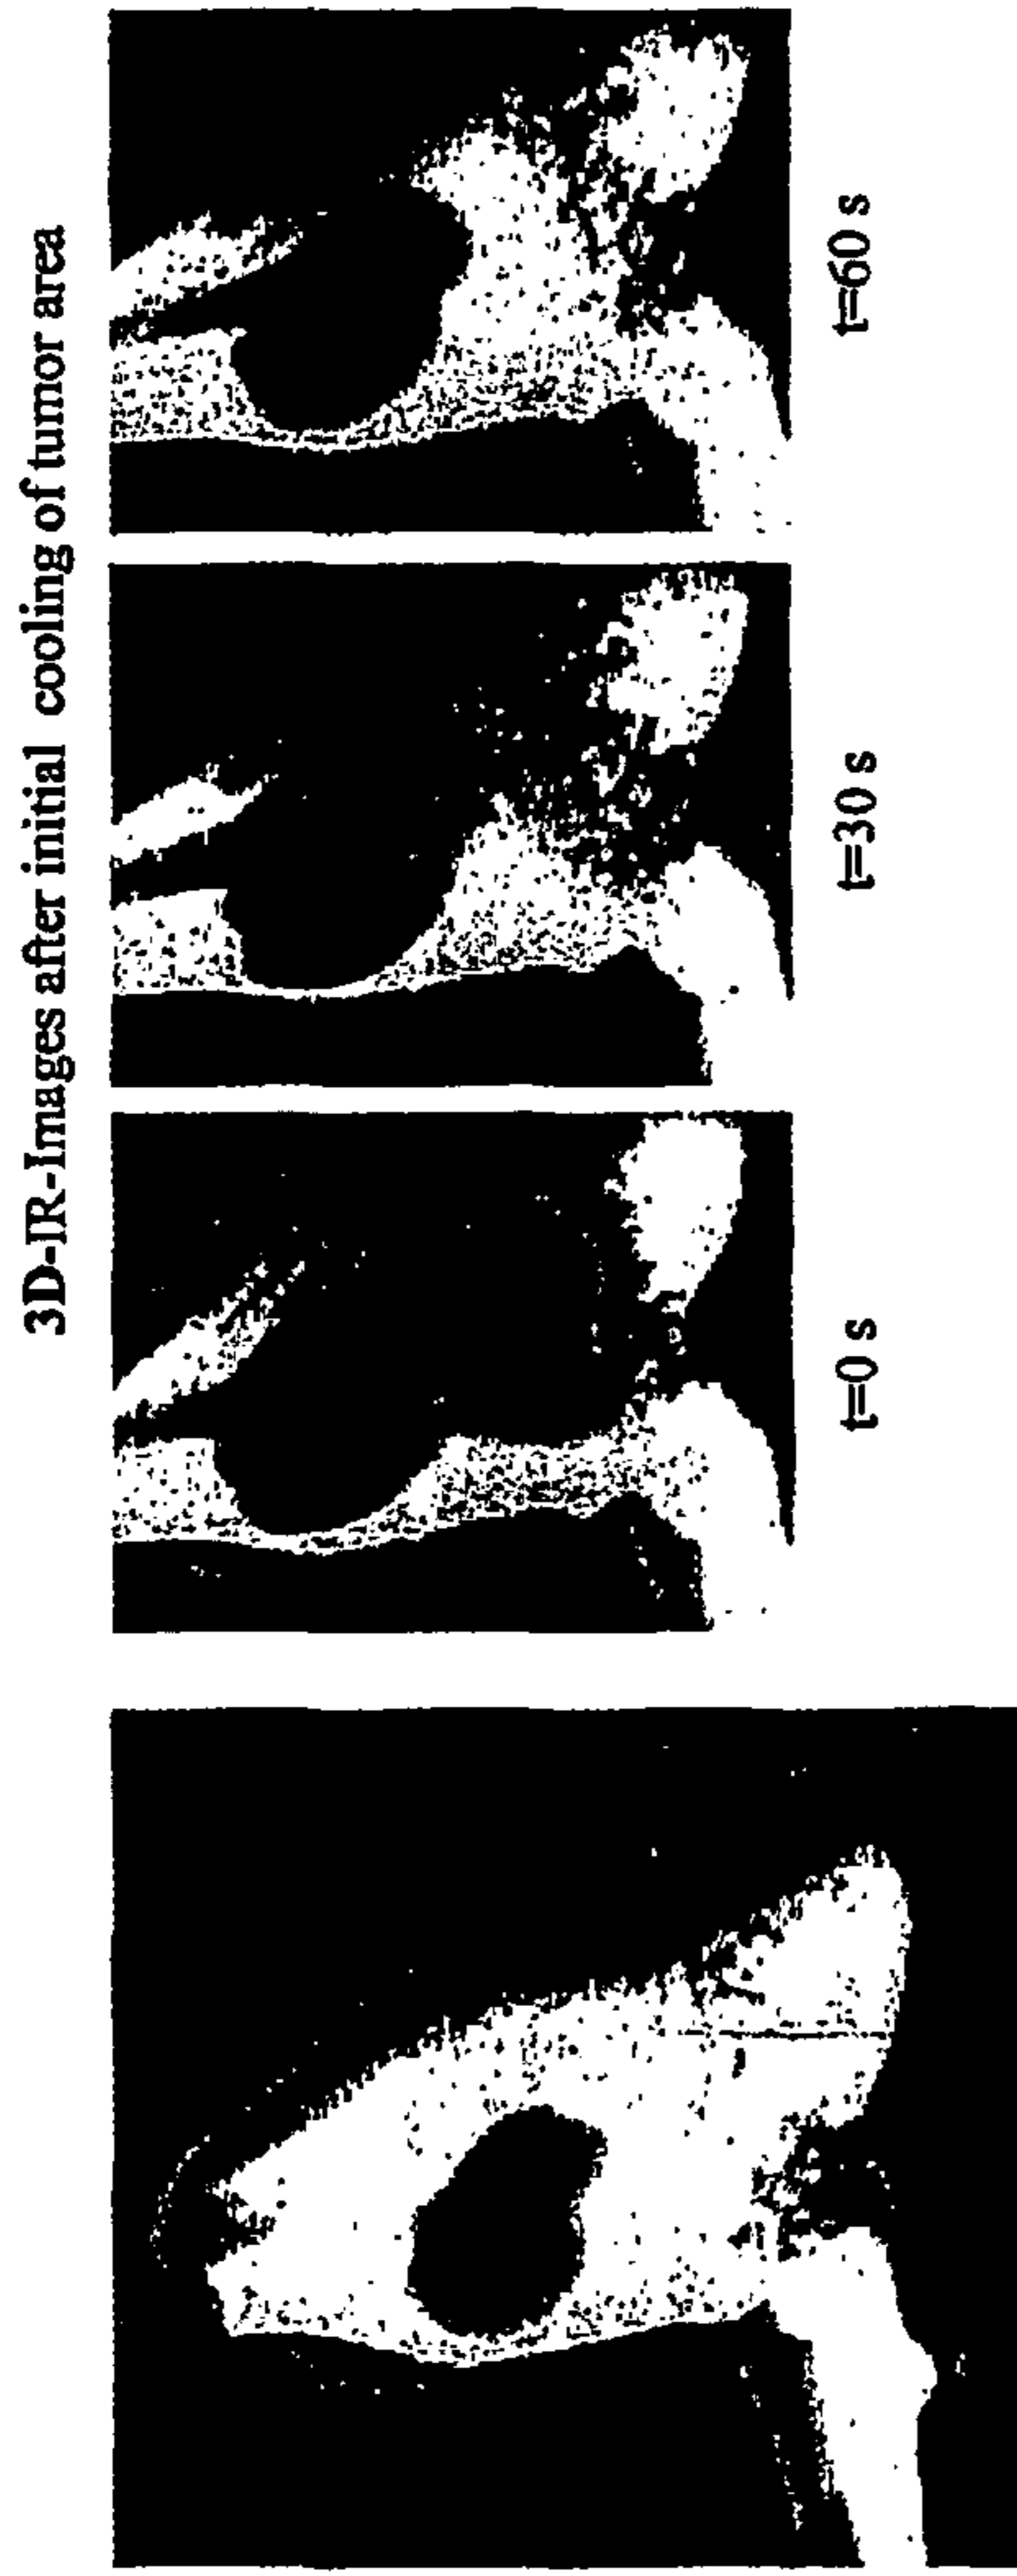 3D-IR-Images after initial cooling of tumor area
t=0 s
t=30 s
t=60 s